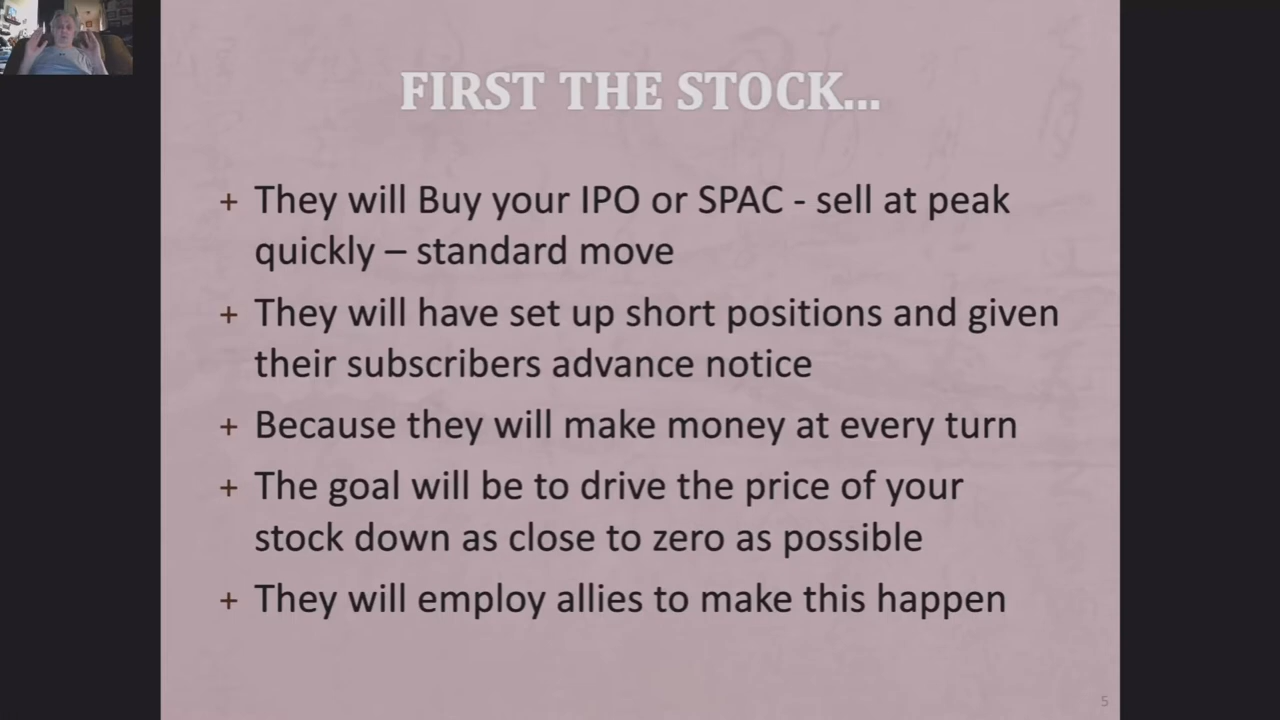 FIRST THE STOCK...
+ They will Buy your IPO or SPAC - sell at peak
quickly – standard move
+ They will have set up short positions and given
their subscribers advance notice
+ Because they will make money at every turn
+ The goal will be to drive the price of your
stock down as close to zero as possible
+ They will employ allies to make this happen
5